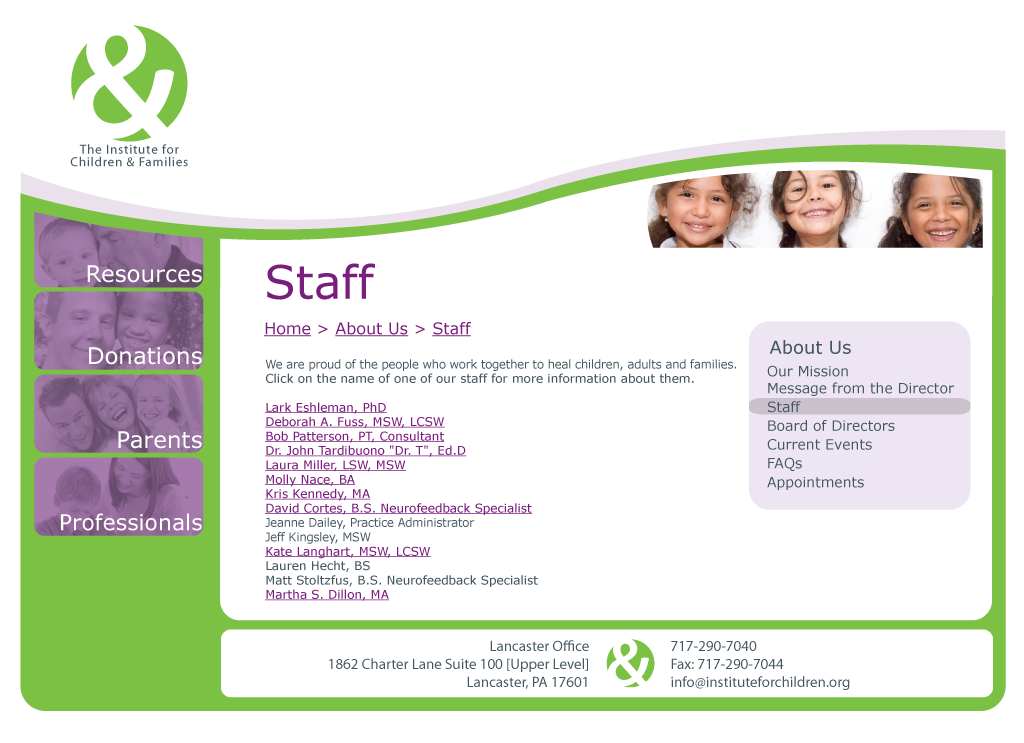 The Institute for
Children & Families
Resources
Donations
Parents
Professionals
Staff
Home > About Us > Staff
We are proud of the people who work together to heal children, adults and families.
Click on the name of one of our staff for more information about them.
Lark Eshleman, PhD
Deborah A. Fuss, MSW, LCSW
Bob Patterson, PT, Consultant
Dr. John Tardibuono "Dr. T", Ed.D
Laura Miller, LSW, MSW
Molly Nace, BA
Kris Kennedy, MA
David Cortes, B.S. Neurofeedback Specialist
Jeanne Dailey, Practice Administrator
Jeff Kingsley, MSW
Kate Langhart, MSW, LCSW
Lauren Hecht, BS
Matt Stoltzfus, B.S. Neurofeedback Specialist
Martha S. Dillon, MA
About Us
Our Mission
Message from the Director
Staff
Board of Directors
Current Events
FAQs
Appointments
Lancaster Office
1862 Charter Lane Suite 100 [Upper Level]
Lancaster, PA 17601
&
717-290-7040
Fax: 717-290-7044
info@instituteforchildren.org